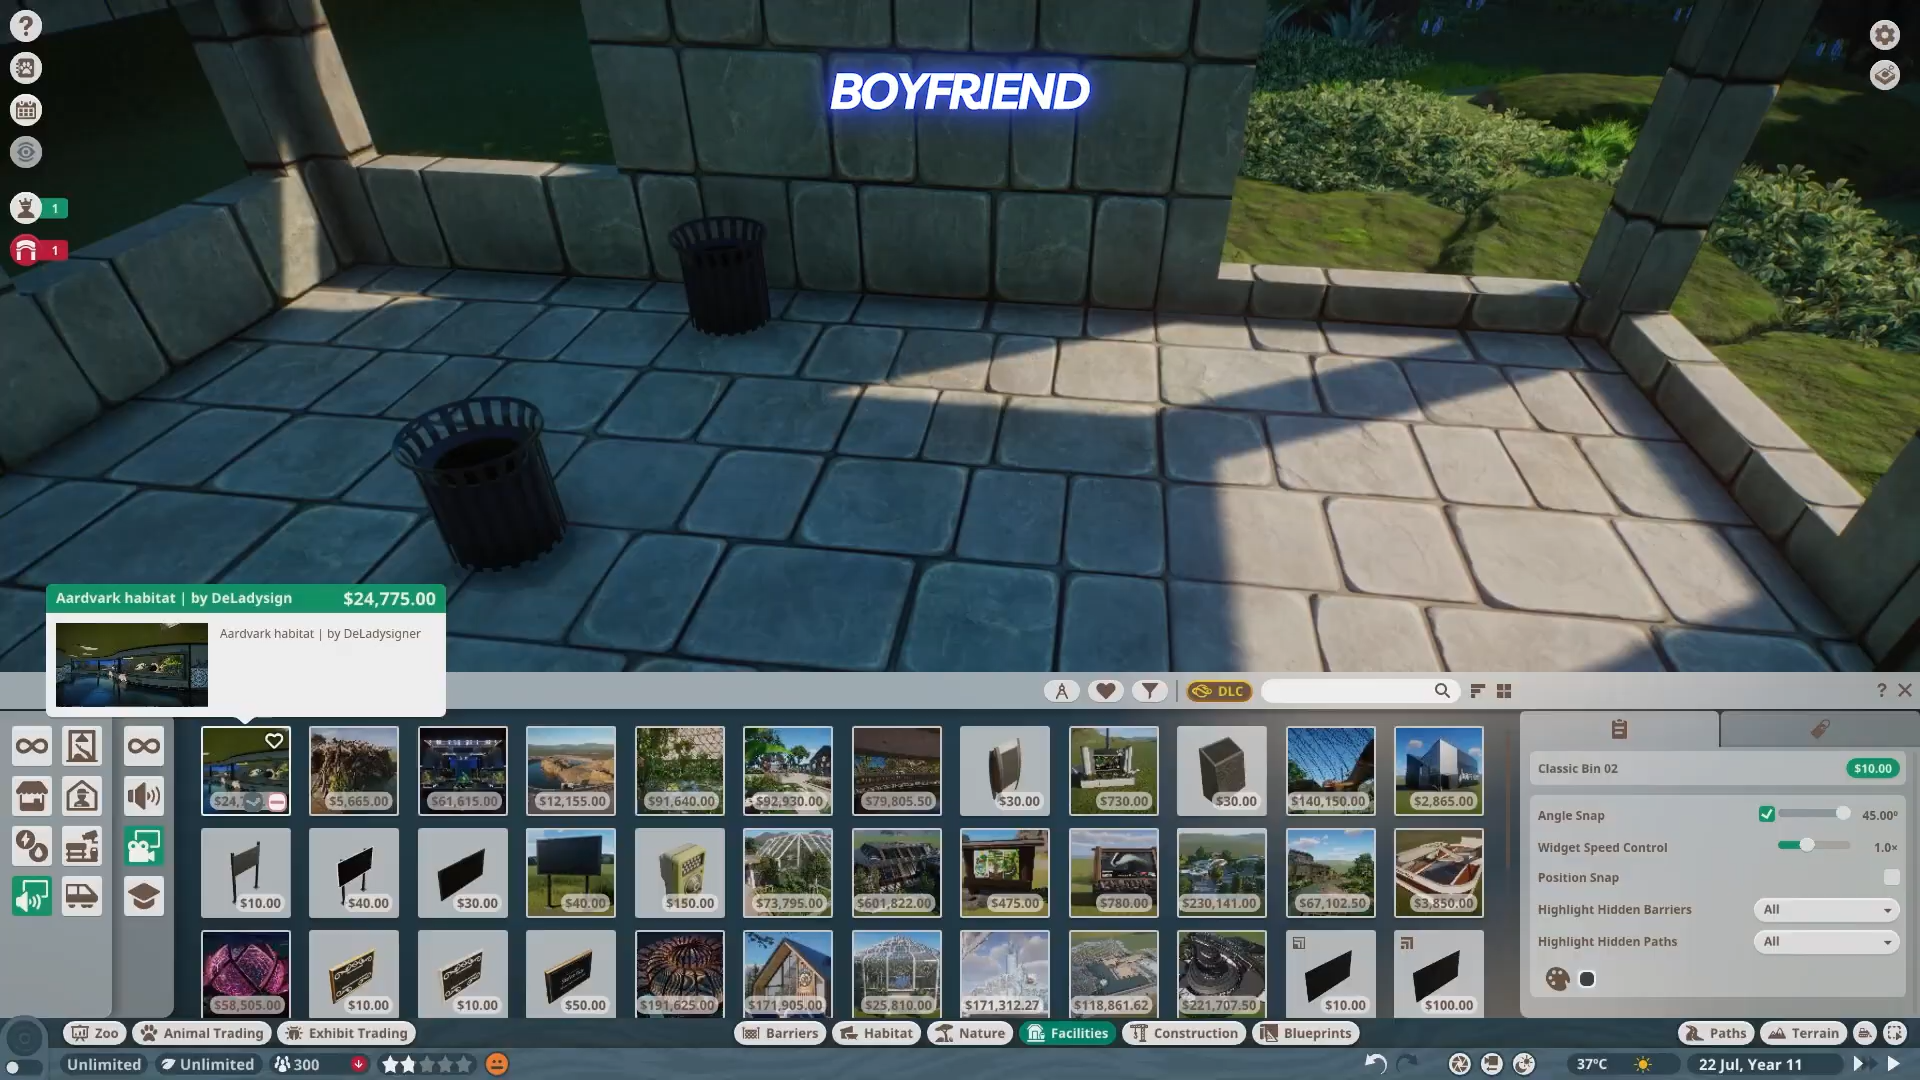 BOYFRIEND
1
1
Aardvark habitat | by DeLadysign $24,775.00
Aardvark habitat | by DeLadysigner
DLC
$5,665.00 $61,615.00 $12,155.00 $91,640.00 $92,930.00 $79,805.50 $30.00 $730.00 $30.00 $140,150.00 $2,865.00
$10.00 $40.00 $30.00 $40.00 $150.00 $73,795.00 $601,822.00 $475.00 $780.00 $230,141.00 $67,102.50 $3,850.00
$58,505.00 $10.00 $10.00 $50.00 $191,625.00 $171,905.00 $25,810.00 $171,312.27 $118,861.62 $221,707.50 $10.00 $100.00
Classic Bin 02 $10.00
Angle Snap 45.00°
Widget Speed Control 1.0×
Position Snap
Highlight Hidden Barriers All
Highlight Hidden Paths All
Zoo Animal Trading Exhibit Trading Barriers Habitat Nature Facilities Construction Blueprints Paths Terrain
Unlimited Unlimited 300 37°C 22 Jul, Year 11